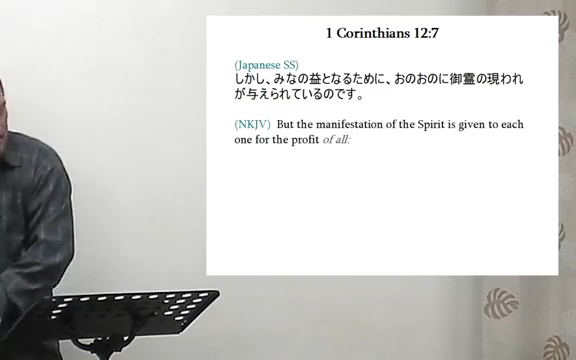 1 Corinthians 12:7
(Japanese SS)
しかし、みなの益となるために、おのおのに御霊の現われ
が与えられているのです。
(NKJV) But the manifestation of the Spirit is given to each
one for the profit of all: